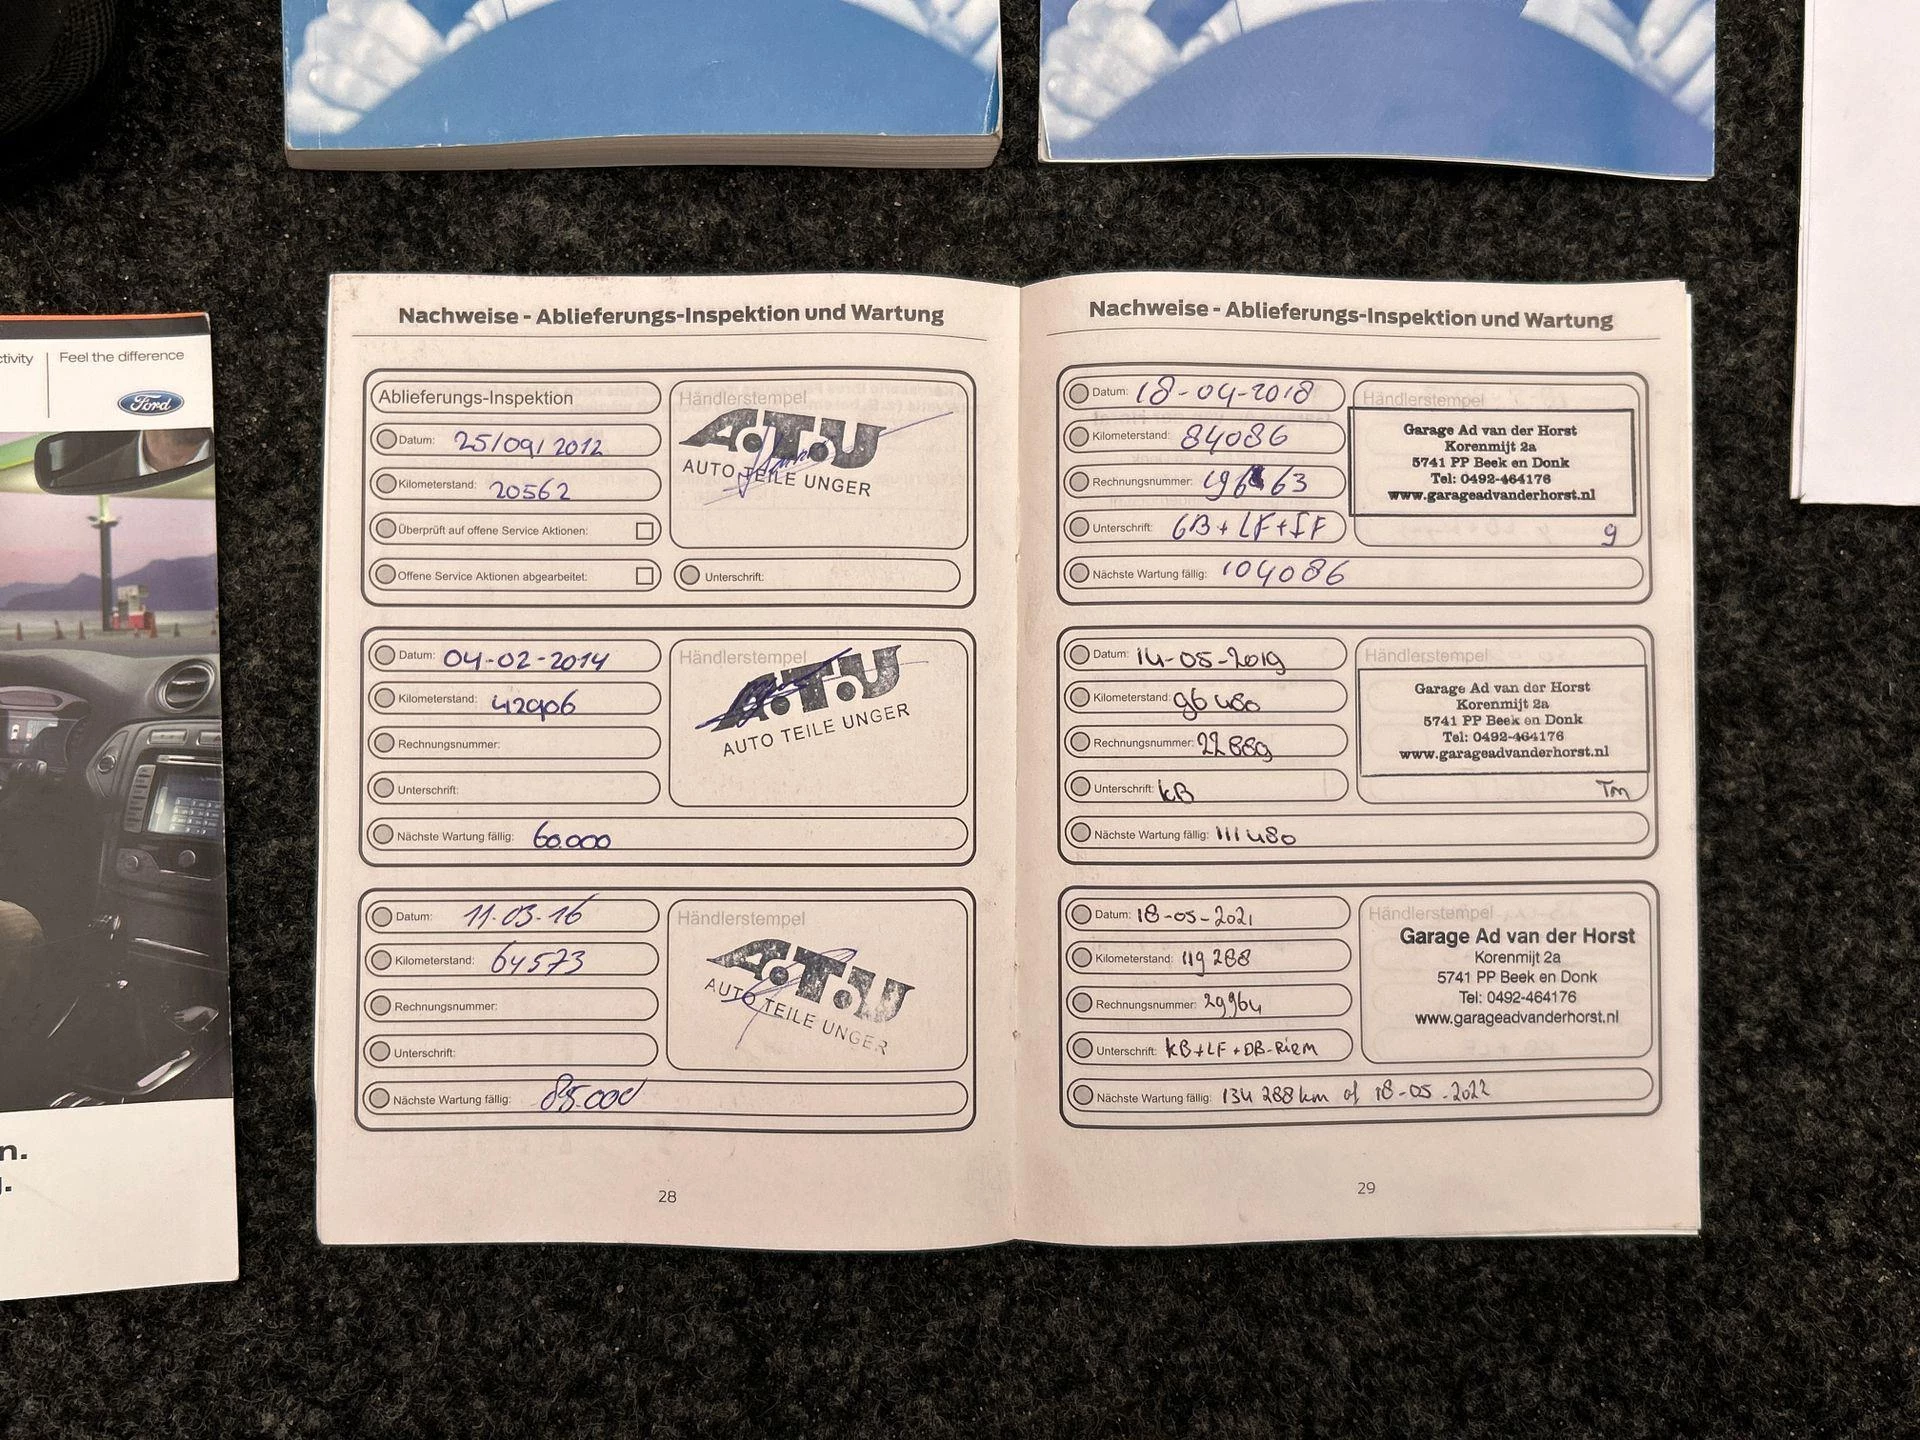 ctivity | Feel the difference
Ford
n.
g.
Nachweise - Ablieferungs-Inspektion und Wartung
Ablieferungs-Inspektion
Datum: 25/09/2012
Kilometerstand: 20562
Überprüft auf offene Service Aktionen:
Offene Service Aktionen abgearbeitet:
Händlerstempel
A.T.U
AUTO TEILE UNGER
Unterschrift:
Datum: 04-02-2014
Kilometerstand: 42906
Rechnungsnummer:
Unterschrift:
Händlerstempel
A.T.U
AUTO TEILE UNGER
Nächste Wartung fällig: 60.000
Datum: 11.03.16
Kilometerstand: 64573
Rechnungsnummer:
Unterschrift:
Händlerstempel
A.T.U
AUTO TEILE UNGER
Nächste Wartung fällig: 85.000
28
Nachweise - Ablieferungs-Inspektion und Wartung
Datum: 18-04-2018
Kilometerstand: 84086
Rechnungsnummer:
Unterschrift: GB+LF+IF
Händlerstempel
Garage Ad van der Horst
Korenmijt 2a
5741 PP Beek en Donk
Tel: 0492-464176
www.garageadvanderhorst.nl
g
Nächste Wartung fällig: 104086
Datum: 14-05-2019
Kilometerstand: 96480
Rechnungsnummer: 22889
Unterschrift: kB
Händlerstempel
Garage Ad van der Horst
Korenmijt 2a
5741 PP Beek en Donk
Tel: 0492-464176
www.garageadvanderhorst.nl
Tm
Nächste Wartung fällig: 111480
Datum: 18-05-2021
Kilometerstand: 119288
Rechnungsnummer: 29964
Unterschrift: kB+LF+DB-Riem
Händlerstempel
Garage Ad van der Horst
Korenmijt 2a
5741 PP Beek en Donk
Tel: 0492-464176
www.garageadvanderhorst.nl
Nächste Wartung fällig: 134 288 km of 18-05-2022
29